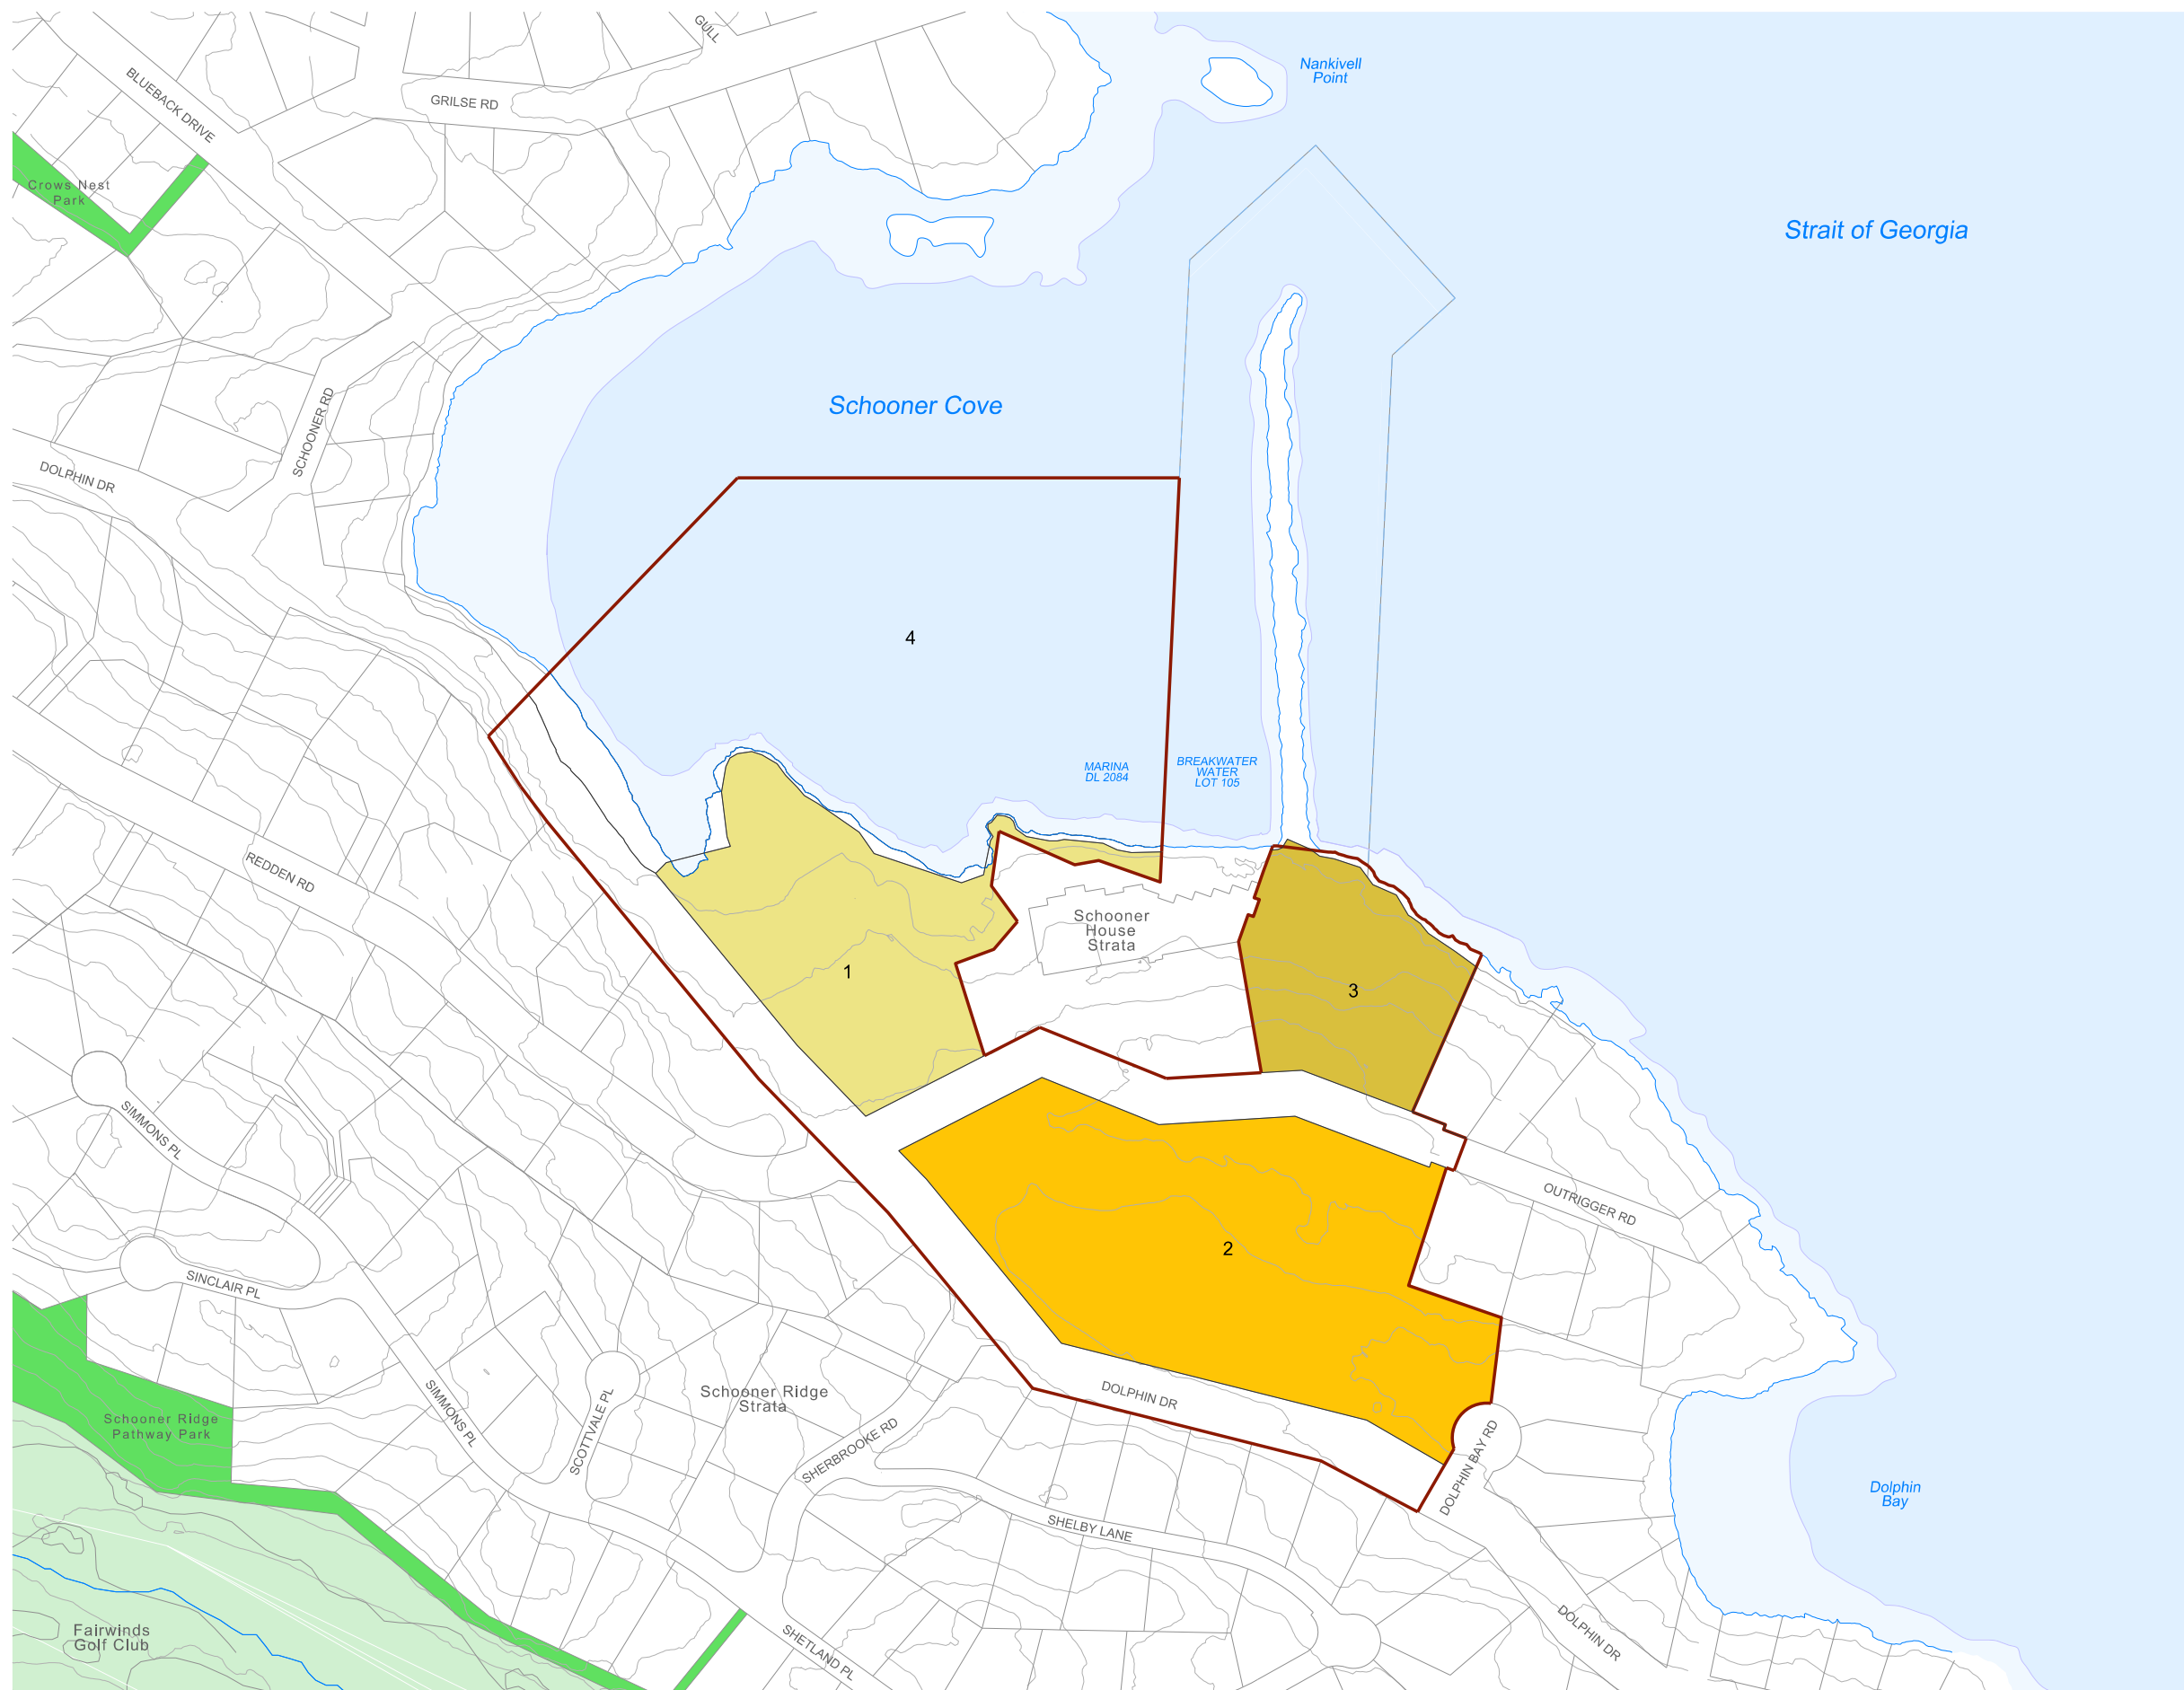 GULL
Nankivell
Point
BLUEBACK DRIVE
GRILSE RD
Crows Nest
Park
Strait of Georgia
Schooner Cove
SCHOONER RD
DOLPHIN DR
4
MARINA
DL 2084
BREAKWATER
WATER
LOT 105
REDDEN RD
Schooner
House
Strata
1
3
SIMMONS PL
OUTRIGGER RD
2
SINCLAIR PL
Schooner Ridge
Strata
DOLPHIN DR
SIMMONS PL
Schooner Ridge
Pathway Park
SCOTTVALE PL
SHERBROOKE RD
DOLPHIN BAY RD
Dolphin
Bay
SHELBY LANE
Fairwinds
Golf Club
SHETLAND PL
DOLPHIN DR